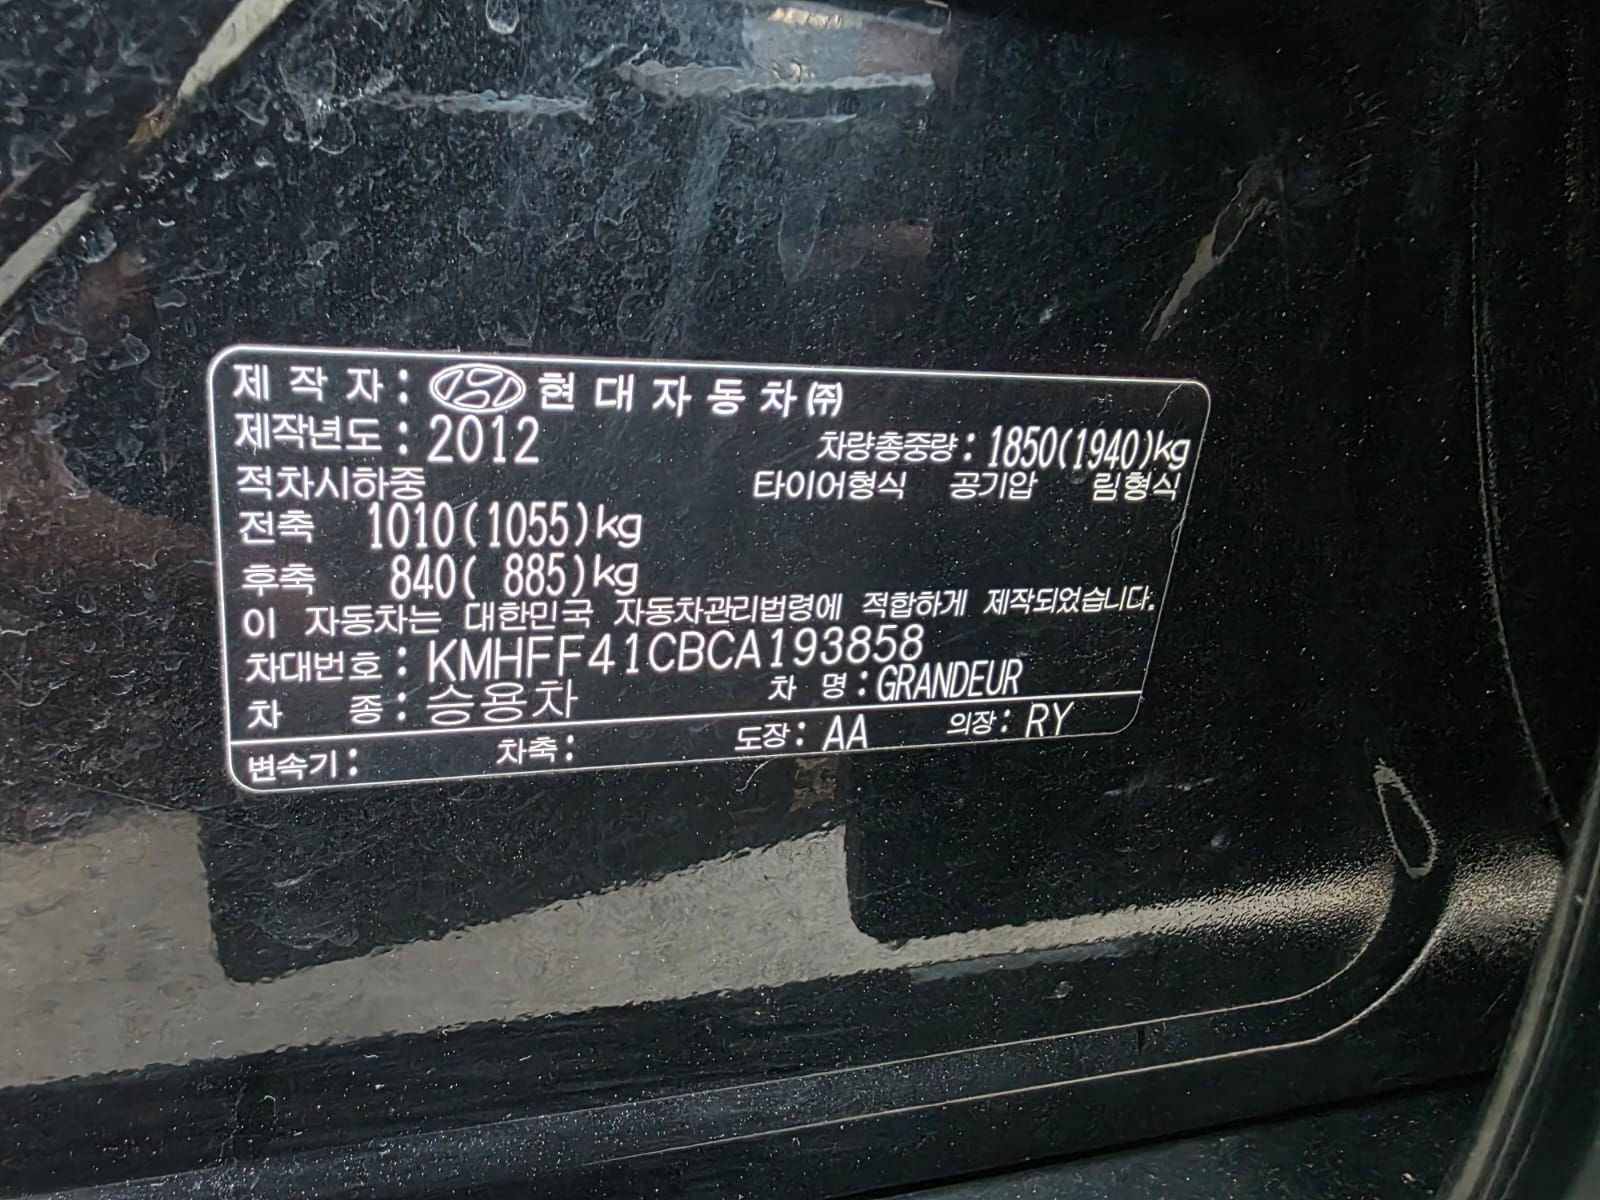 제 작 자 : 현 대 자 동 차 ㈜
제작년도 : 2012 차량총중량 : 1850(1940)kg
적차시하중 타이어형식 공기압 림형식
전축 1010(1055)kg
후축 840( 885)kg
이 자동차는 대한민국 자동차관리법령에 적합하게 제작되었습니다.
차대번호 : KMHFF41CBCA193858
차 종 : 승용차 차 명 : GRANDEUR
변속기 : 차축 : 도장 : AA 의장 : RY